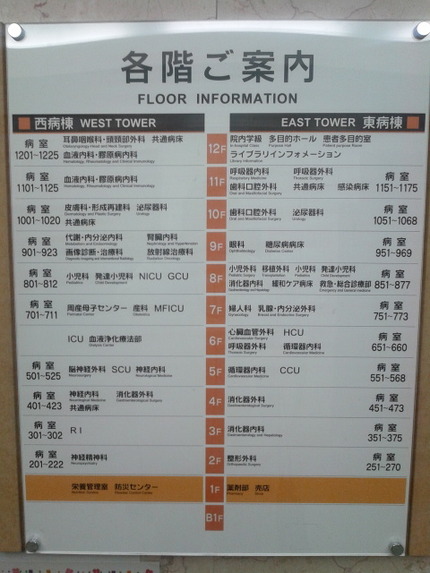 各階ご案内
FLOOR INFORMATION
西病棟 WEST TOWER
EAST TOWER 東病棟
病室 1201~1225
耳鼻咽喉科・頭頸部外科 共通病床
血液内科・膠原病内科
12F
院内学級 多目的ホール 患者多目的室
ライブラリインフォメーション
病室 1101~1125
血液内科・膠原病内科
11F
呼吸器内科 呼吸器外科
歯科口腔外科 共通病床 感染病床
病室 1151~1175
病室 1001~1020
皮膚科・形成再建科 泌尿器科
共通病床
10F
歯科口腔外科 泌尿器科
病室 1051~1068
病室 901~923
代謝・内分泌内科 腎臓内科
画像診断・治療科 放射線治療科
9F
眼科 糖尿病病床
病室 951~969
病室 801~812
小児科 発達小児科 NICU GCU
8F
小児外科 移植外科 小児科 発達小児科
消化器内科 緩和ケア病床 救急・総合診療部
病室 851~877
病室 701~711
周産母子センター 産科 MFICU
7F
婦人科 乳腺・内分泌外科
病室 751~773
ICU 血液浄化療法部
6F
心臓血管外科 HCU
呼吸器外科 循環器内科
病室 651~660
病室 501~525
脳神経外科 SCU 神経内科
5F
循環器内科 CCU
病室 551~568
病室 401~423
神経内科 消化器外科
共通病床
4F
消化器外科
病室 451~473
病室 301~302
RI
3F
消化器内科
病室 351~375
病室 201~222
神経精神科
2F
整形外科
病室 251~270
栄養管理室 防災センター
1F
薬剤部 売店
B1F